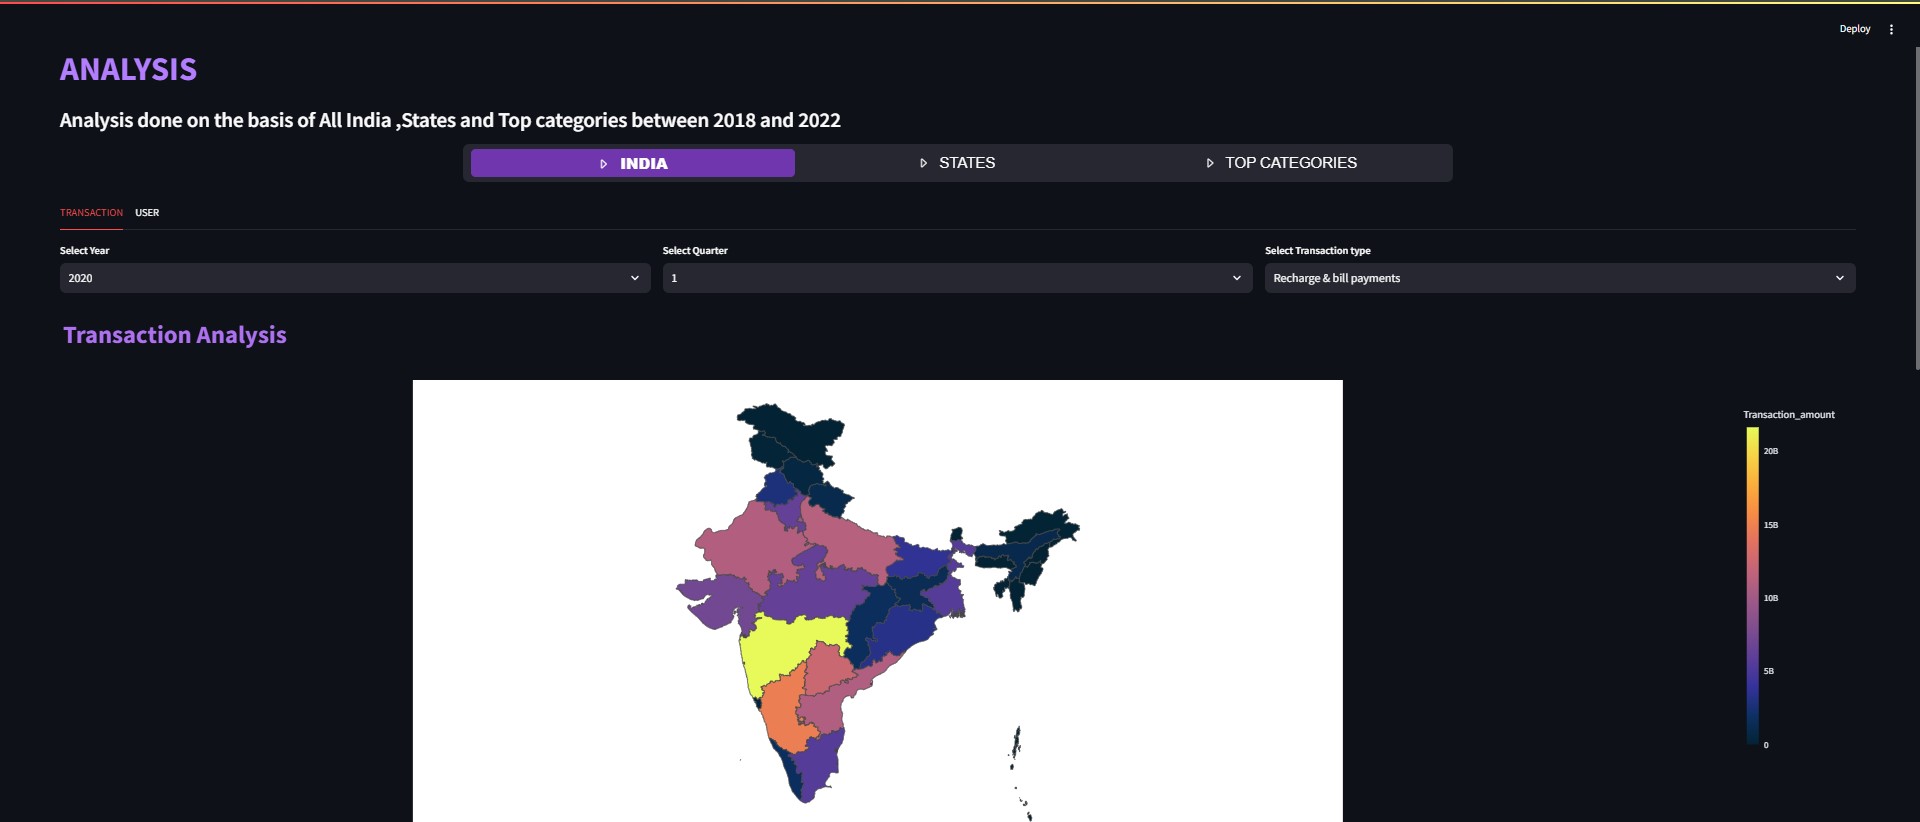 Deploy
ANALYSIS
Analysis done on the basis of All India ,States and Top categories between 2018 and 2022
INDIA STATES TOP CATEGORIES
TRANSACTION USER
Select Year Select Quarter Select Transaction type
2020 1 Recharge & bill payments
Transaction Analysis
Transaction_amount
20B
15B
10B
5B
0